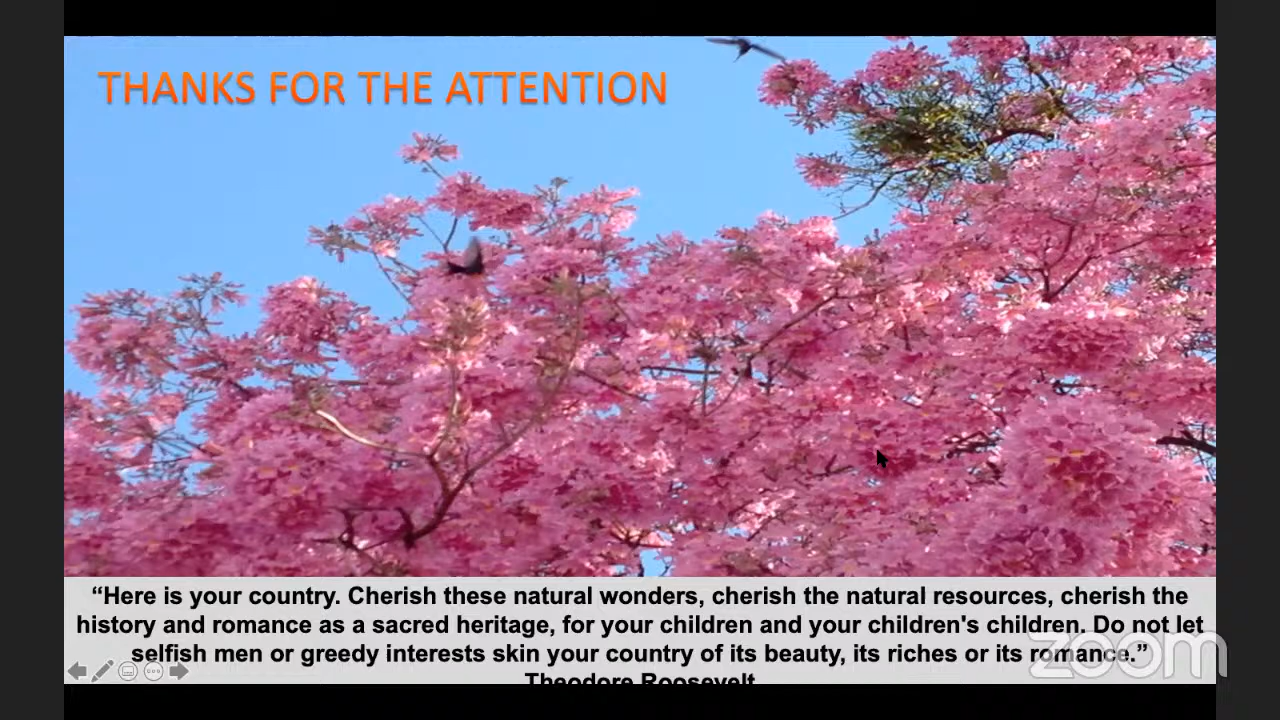 THANKS FOR THE ATTENTION
“Here is your country. Cherish these natural wonders, cherish the natural resources, cherish the
history and romance as a sacred heritage, for your children and your children's children. Do not let
selfish men or greedy interests skin your country of its beauty, its riches or its romance.”
Theodore Roosevelt
zoom